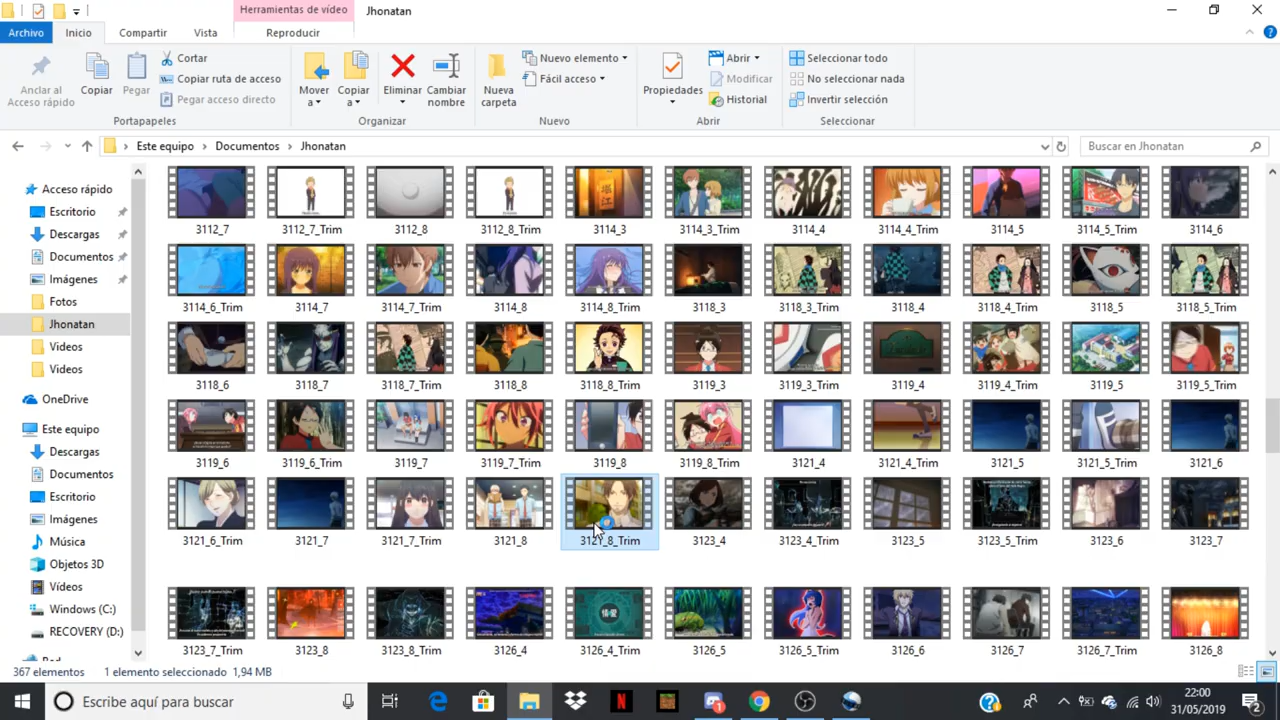 Herramientas de vídeo
Jhonatan
Archivo
Inicio
Compartir
Vista
Reproducir
Anclar al Acceso rápido
Copiar
Pegar
Cortar
Copiar ruta de acceso
Pegar acceso directo
Portapapeles
Mover a
Copiar a
Eliminar
Cambiar nombre
Organizar
Nueva carpeta
Nuevo elemento
Fácil acceso
Nuevo
Propiedades
Abrir
Modificar
Historial
Abrir
Seleccionar todo
No seleccionar nada
Invertir selección
Seleccionar
Este equipo > Documentos > Jhonatan
Buscar en Jhonatan
Acceso rápido
Escritorio
Descargas
Documentos
Imágenes
Fotos
Jhonatan
Videos
Videos
OneDrive
Este equipo
Descargas
Documentos
Escritorio
Imágenes
Música
Objetos 3D
Vídeos
Windows (C:)
RECOVERY (D:)
3112_7 3112_7_Trim 3112_8 3112_8_Trim 3114_3 3114_3_Trim 3114_4 3114_4_Trim 3114_5 3114_5_Trim 3114_6
3114_6_Trim 3114_7 3114_7_Trim 3114_8 3114_8_Trim 3118_3 3118_3_Trim 3118_4 3118_4_Trim 3118_5 3118_5_Trim
3118_6 3118_7 3118_7_Trim 3118_8 3118_8_Trim 3119_3 3119_3_Trim 3119_4 3119_4_Trim 3119_5 3119_5_Trim
3119_6 3119_6_Trim 3119_7 3119_7_Trim 3119_8 3119_8_Trim 3121_4 3121_4_Trim 3121_5 3121_5_Trim 3121_6
3121_6_Trim 3121_7 3121_7_Trim 3121_8 3121_8_Trim 3123_4 3123_4_Trim 3123_5 3123_5_Trim 3123_6 3123_7
3123_7_Trim 3123_8 3123_8_Trim 3126_4 3126_4_Trim 3126_5 3126_5_Trim 3126_6 3126_7 3126_7_Trim 3126_8
367 elementos
1 elemento seleccionado 1,94 MB
Escribe aquí para buscar
22:00
31/05/2019